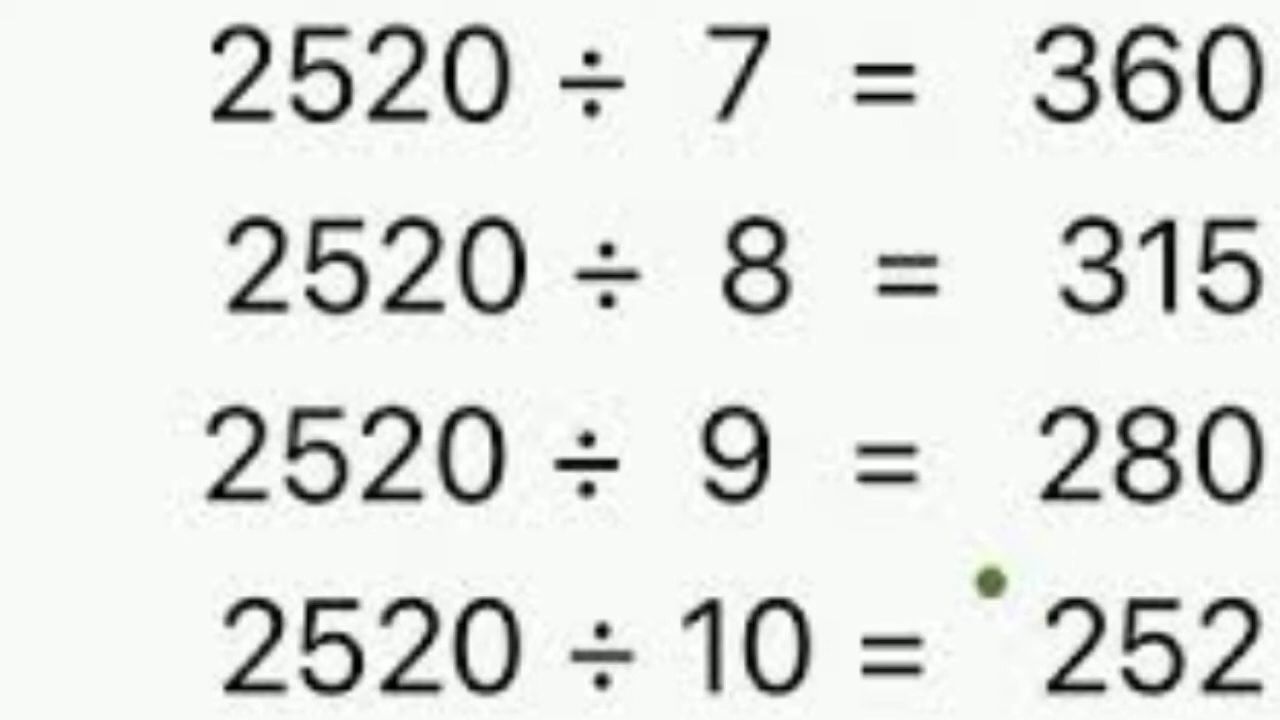 2520 ÷ 7 = 360
2520 ÷ 8 = 315
2520 ÷ 9 = 280
2520 ÷ 10 = 252